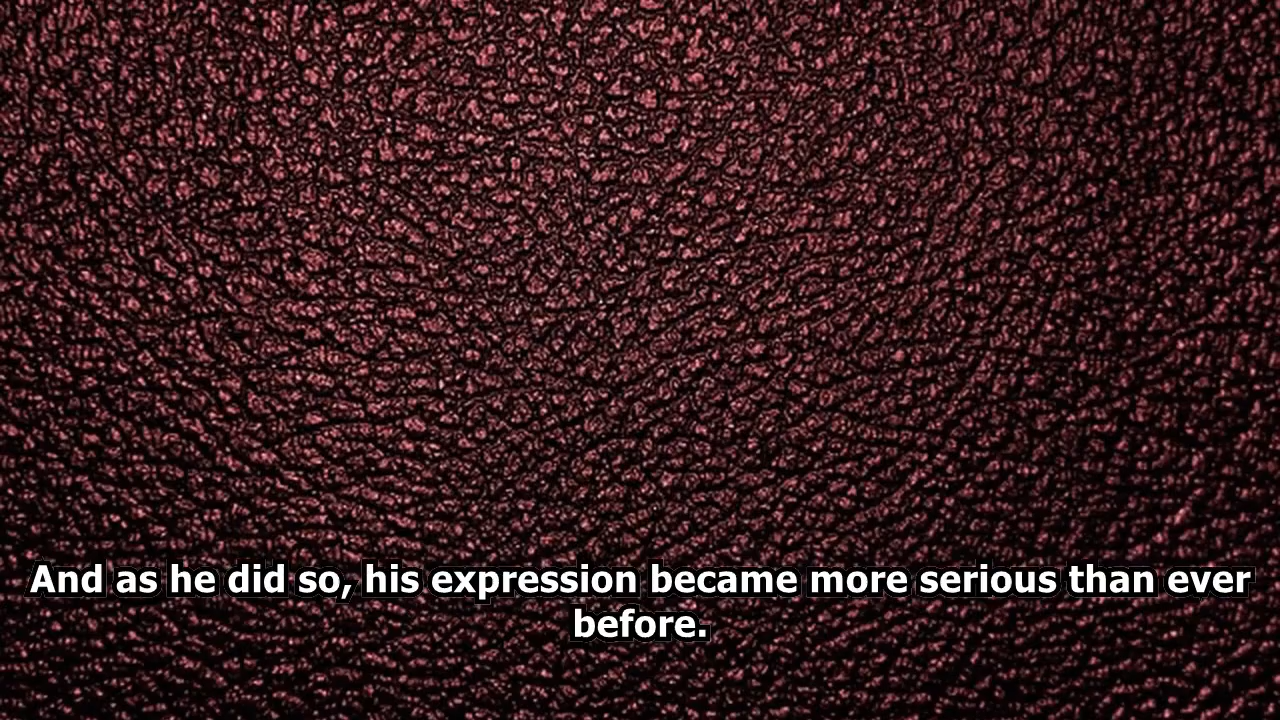 And as he did so, his expression became more serious than ever
before.